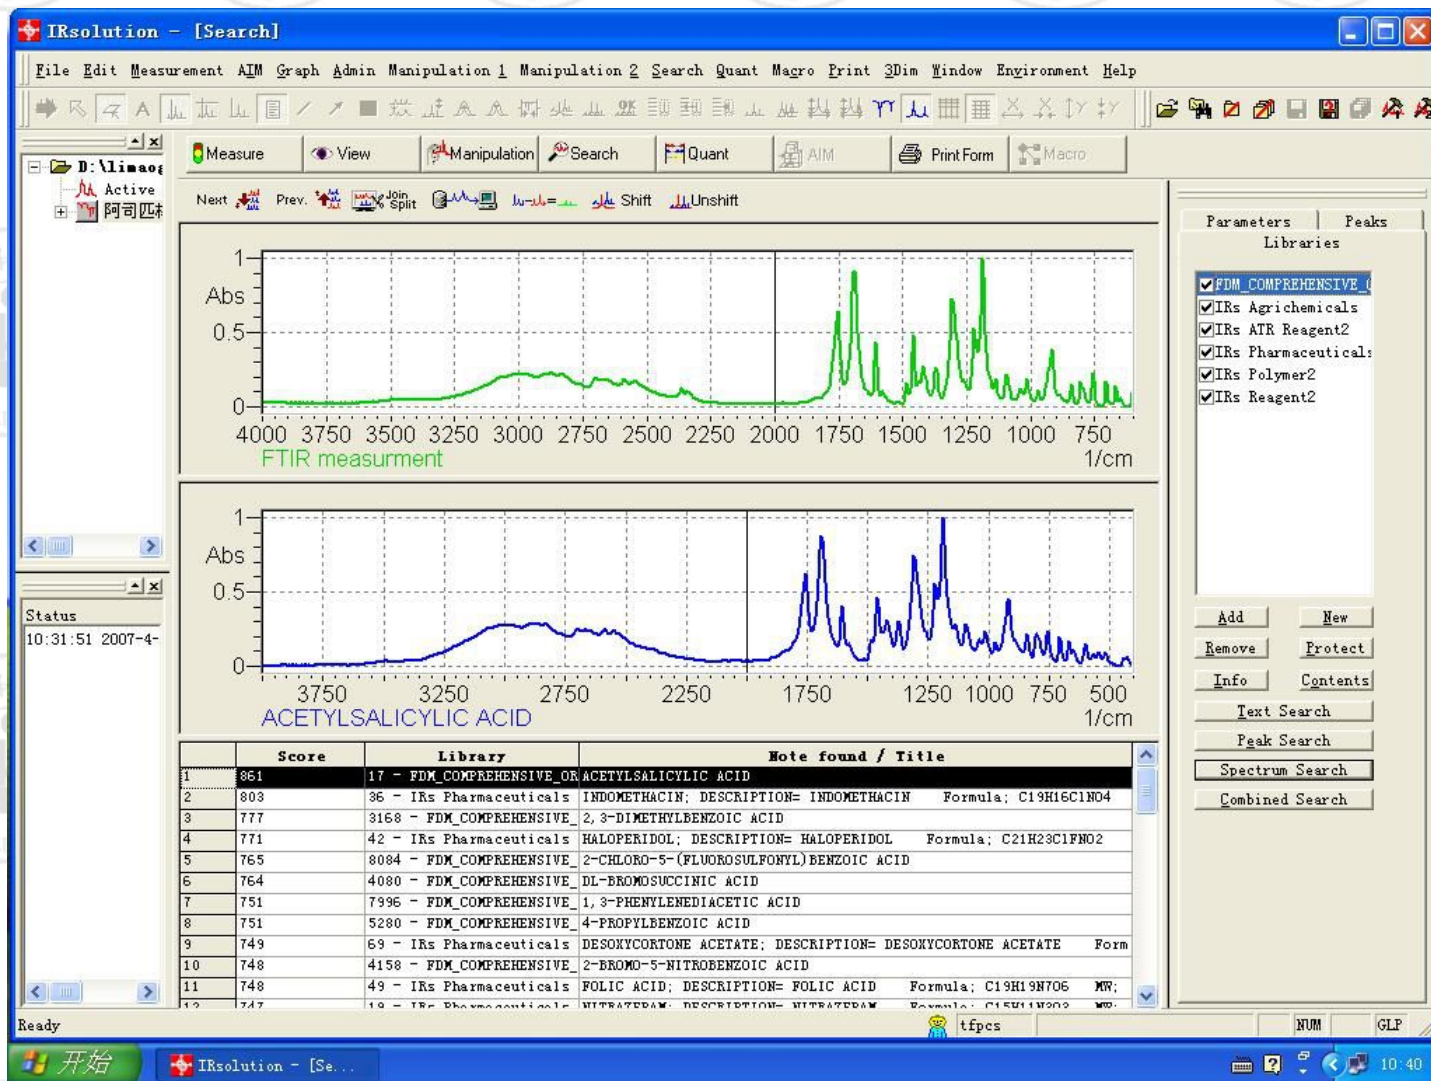 IRsolution - [Search]
File Edit Measurement AIM Graph Admin Manipulation 1 Manipulation 2 Search Quant Macro Print 3Dim Window Environment Help
D:\limaog
Active
阿司匹林
Measure View Manipulation Search Quant AIM Print Form Macro
Next Prev. Join Split Shift Unshift
1
Abs
0.5
0
4000 3750 3500 3250 3000 2750 2500 2250 2000 1750 1500 1250 1000 750
FTIR measurment 1/cm
1
Abs
0.5
0
3750 3250 2750 2250 1750 1250 1000 750 500
ACETYLSALICYLIC ACID 1/cm
Score Library Note found / Title
1 861 17 - FDM_COMPREHENSIVE_OR ACETYLSALICYLIC ACID
2 803 36 - IRs Pharmaceuticals INDOMETHACIN; DESCRIPTION= INDOMETHACIN Formula; C19H16ClNO4
3 777 3168 - FDM_COMPREHENSIVE_ 2,3-DIMETHYLBENZOIC ACID
4 771 42 - IRs Pharmaceuticals HALOPERIDOL; DESCRIPTION= HALOPERIDOL Formula; C21H23ClFNO2
5 765 8084 - FDM_COMPREHENSIVE_ 2-CHLORO-5-(FLUOROSULFONYL)BENZOIC ACID
6 764 4080 - FDM_COMPREHENSIVE_ DL-BROMOSUCCINIC ACID
7 751 7996 - FDM_COMPREHENSIVE_ 1,3-PHENYLENEDIACETIC ACID
8 751 5280 - FDM_COMPREHENSIVE_ 4-PROPYLBENZOIC ACID
9 749 69 - IRs Pharmaceuticals DESOXYCORTONE ACETATE; DESCRIPTION= DESOXYCORTONE ACETATE Form
10 748 4158 - FDM_COMPREHENSIVE_ 2-BROMO-5-NITROBENZOIC ACID
11 748 49 - IRs Pharmaceuticals FOLIC ACID; DESCRIPTION= FOLIC ACID Formula; C19H19N7O6 MW;
12 747 19 - IRs Pharmaceuticals NITRAZEPAM; DESCRIPTION= NITRAZEPAM Formula; C15H11N3O3 MW;
Status
10:31:51 2007-4-
Parameters Peaks
Libraries
FDM_COMPREHENSIVE_
IRs Agrichemicals
IRs ATR Reagent2
IRs Pharmaceuticals
IRs Polymer2
IRs Reagent2
Add New
Remove Protect
Info Contents
Text Search
Peak Search
Spectrum Search
Combined Search
Ready tfpcs NUM GLP
开始 IRsolution - [Se... 10:40